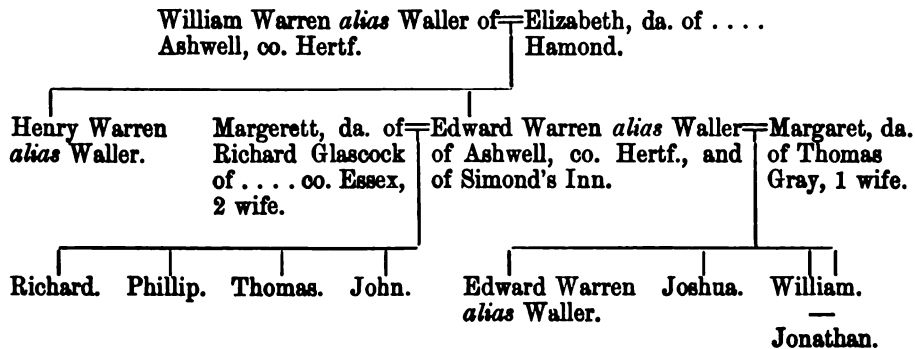 William Warren alias Waller of
Ashwell, co. Hertf.
Elizabeth, da. of ....
Hamond.
Henry Warren
alias Waller.
Margerett, da. of
Richard Glascock
of .... co. Essex,
2 wife.
Edward Warren alias Waller
of Ashwell, co. Hertf., and
of Simond's Inn.
Margaret, da.
of Thomas
Gray, 1 wife.
Richard.
Phillip.
Thomas.
John.
Edward Warren
alias Waller.
Joshua.
William.
—
Jonathan.